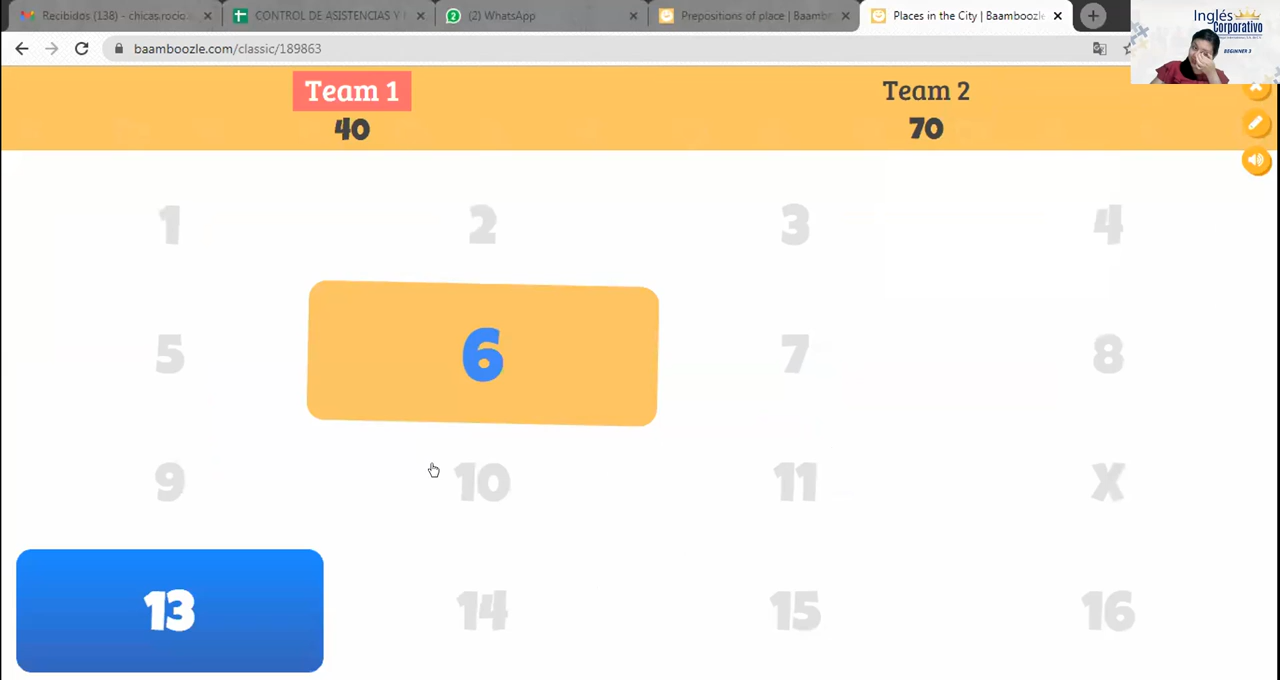 Recibidos (138) - chicas.rocio
CONTROL DE ASISTENCIAS Y
(2) WhatsApp
Prepositions of place | Baamb
Places in the City | Baamboozle
baamboozle.com/classic/189863
Inglés
Corporativo
BEGINNER 3
Team 1
Team 2
40
70
1
2
3
4
5
6
7
8
9
10
11
X
13
14
15
16